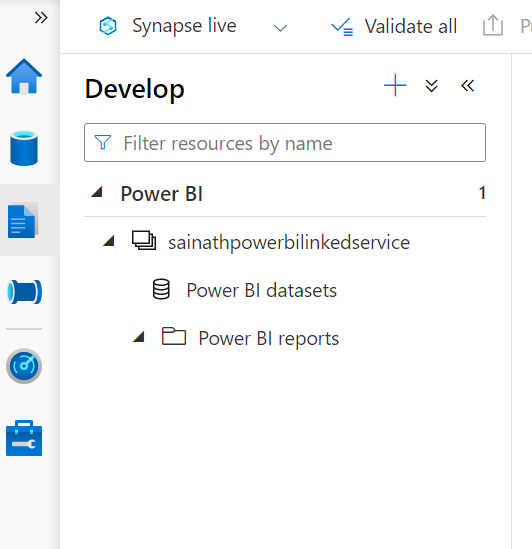 Synapse live Validate all
Develop
Filter resources by name
Power BI 1
sainathpowerbilinkedservice
Power BI datasets
Power BI reports